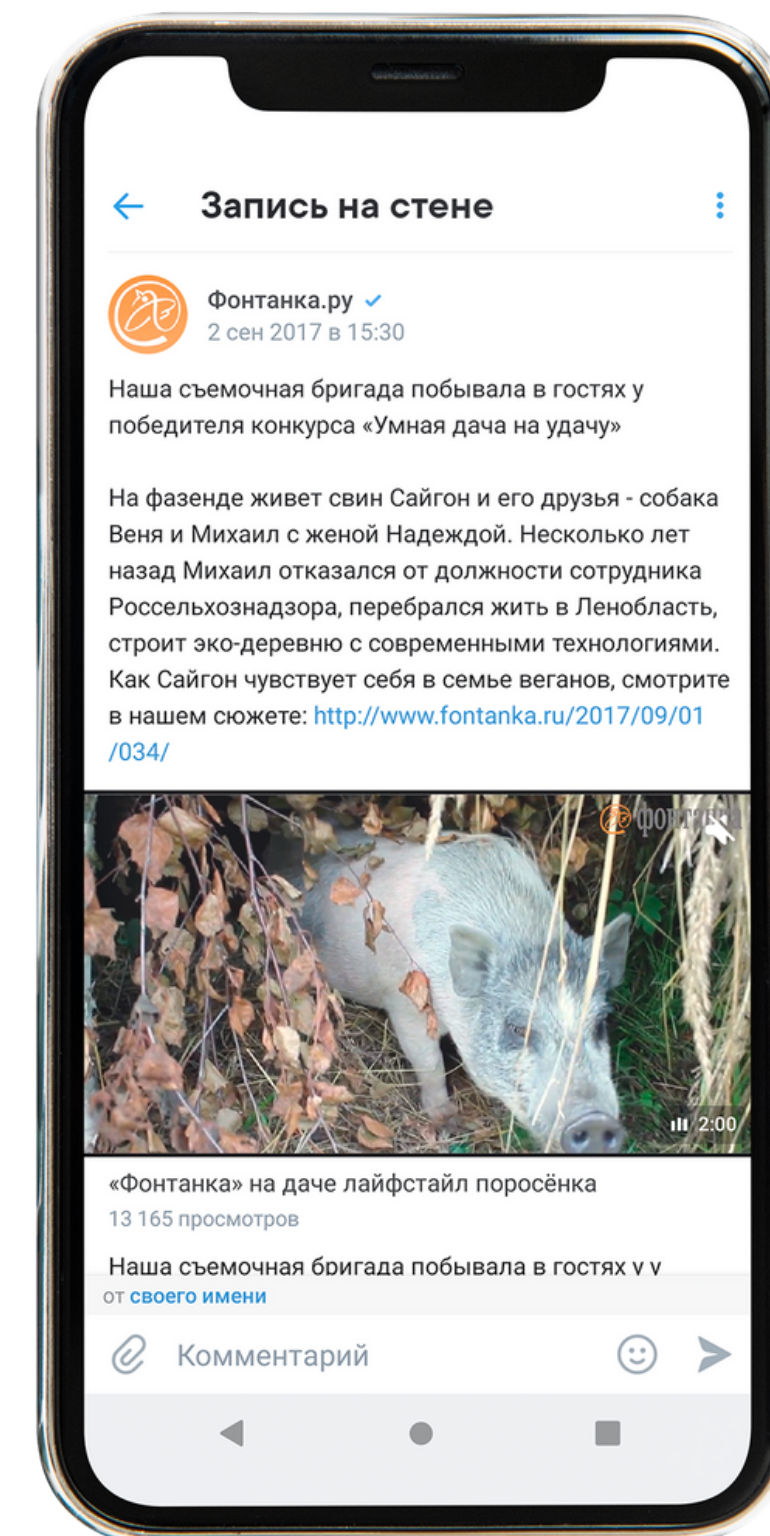 Запись на стене
Фонтанка.ру
2 сен 2017 в 15:30
Наша съемочная бригада побывала в гостях у
победителя конкурса «Умная дача на удачу»
На фазенде живет свин Сайгон и его друзья - собака
Веня и Михаил с женой Надеждой. Несколько лет
назад Михаил отказался от должности сотрудника
Россельхознадзора, перебрался жить в Ленобласть,
строит эко-деревню с современными технологиями.
Как Сайгон чувствует себя в семье веганов, смотрите
в нашем сюжете: http://www.fontanka.ru/2017/09/01
/034/
фонтанка
2:00
«Фонтанка» на даче лайфстайл поросёнка
13 165 просмотров
Наша съемочная бригада побывала в гостях у у
от своего имени
Комментарий